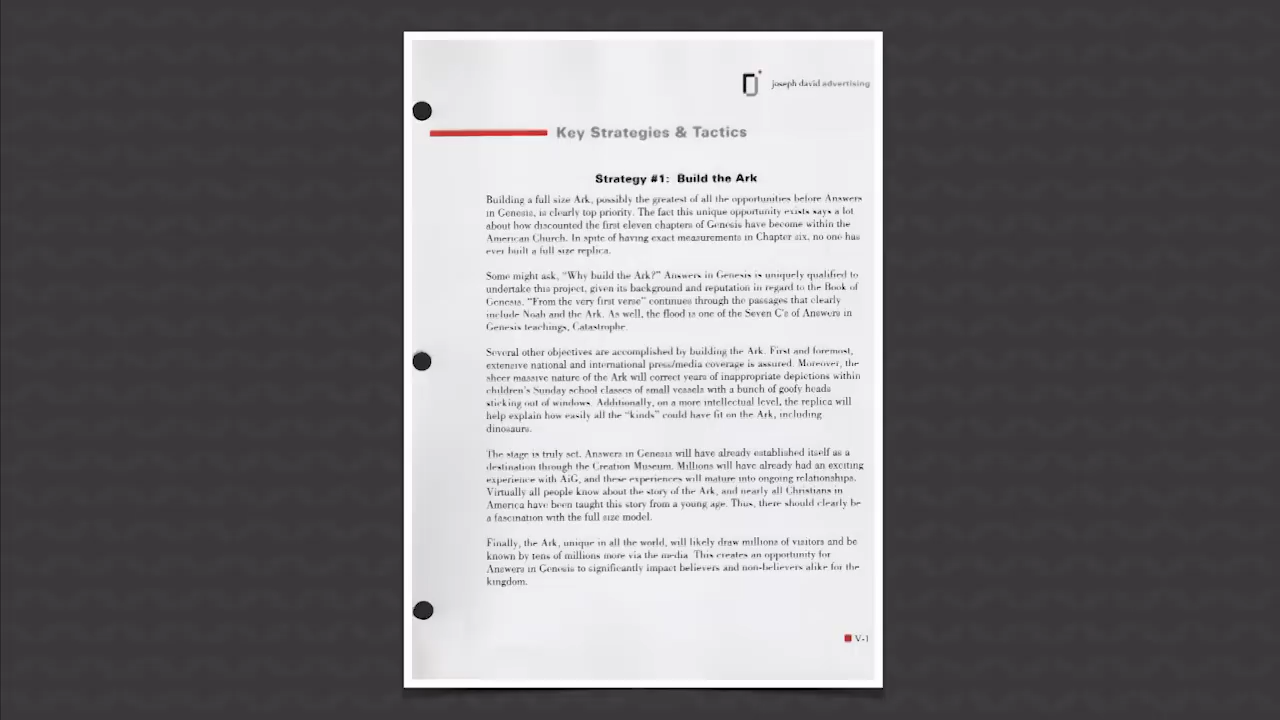 joseph david advertising
Key Strategies & Tactics
Strategy #1: Build the Ark
Building a full size Ark, possibly the greatest of all the opportunities before Answers
in Genesis, is clearly top priority. The fact this unique opportunity exists says a lot
about how discounted the first eleven chapters of Genesis have become within the
American Church. In spite of having exact measurements in Chapter six, no one has
ever built a full size replica.
Some might ask, "Why build the Ark?" Answers in Genesis is uniquely qualified to
undertake this project, given its background and reputation in regard to the flook of
Genesis. "From the very first verse" continues through the passages that clearly
include Noah and the Ark. As well, the flood is one of the Seven C's of Answers in
Genesis teachings, Catastrophe.
Several other objectives are accomplished by building the Ark. First and foremost,
extensive national and international press/media coverage is assured. Moreover, the
sheer massive nature of the Ark will correct years of inappropriate depictions within
children's Sunday school classes of small vessels with a bunch of goofy heads
sticking out of windows. Additionally, on a more intellectual level, the replica will
help explain how easily all the "kinds" could have fit on the Ark, including
dinosaurs.
The stage is truly set. Answers in Genesis will have already established itself as a
destination through the Creation Museum. Millions will have already had an exciting
experience with AiG, and these experiences will mature into ongoing relationships.
Virtually all people know about the story of the Ark, and nearly all Christians in
America have been taught this story from a young age. Thus, there should clearly be
a fascination with the full size model.
Finally, the Ark, unique in all the world, will likely draw millions of visitors and be
known by tens of millions more via the media. This creates an opportunity for
Answers in Genesis to significantly impact believers and non-believers alike for the
kingdom.
V-1